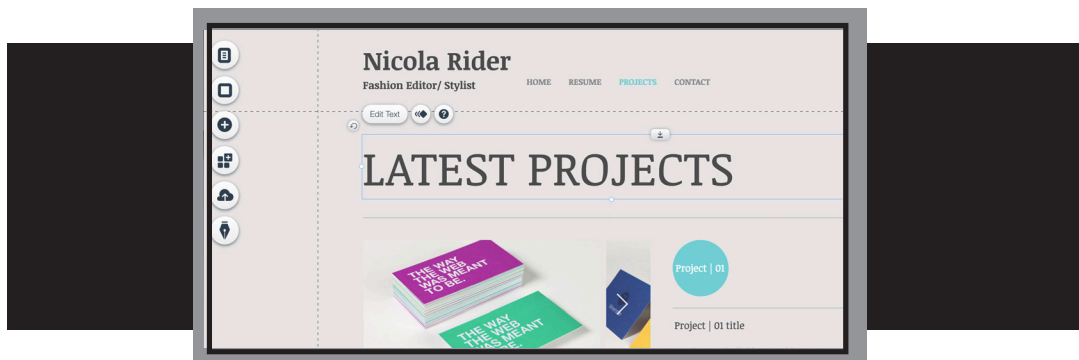 Nicola Rider
Fashion Editor/ Stylist
HOME RESUME PROJECTS CONTACT
Edit Text
?
LATEST PROJECTS
THE WAY
THE WEB
WAS MEANT
TO BE.
THE WAY
THE WEB
WAS MEANT
Project | 01
Project | 01 title